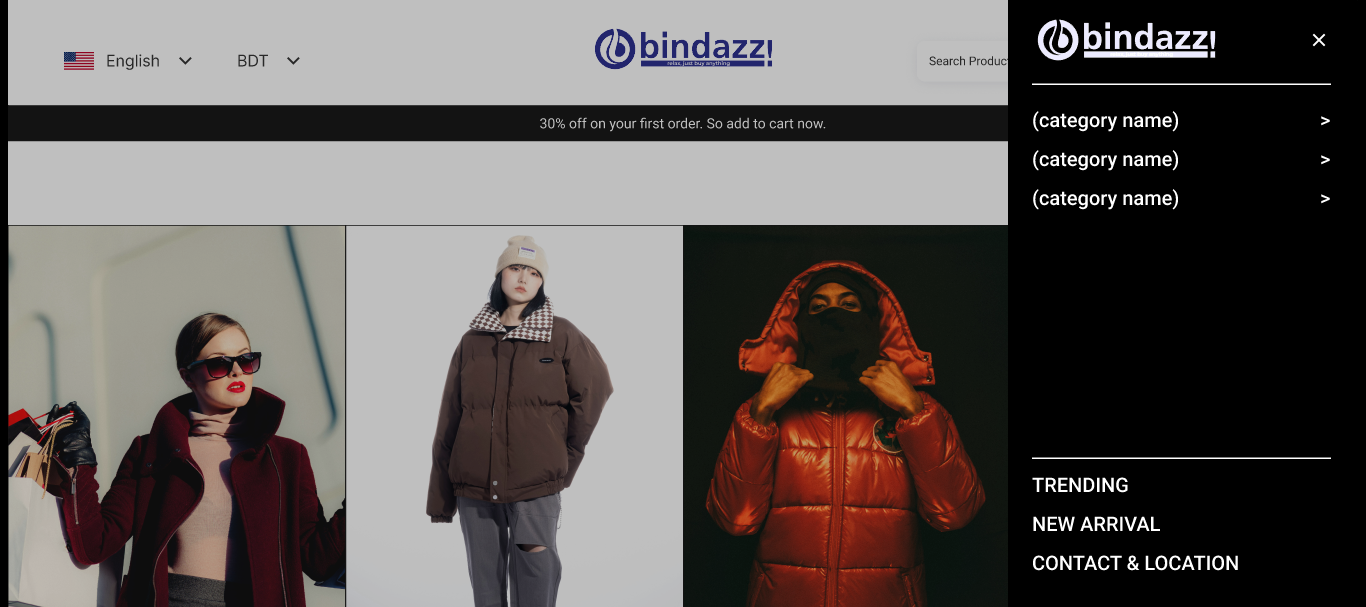 English
BDT
bindazz!
relax, just buy anything
Search Produc
bindazz!
30% off on your first order. So add to cart now.
(category name) >
(category name) >
(category name) >
TRENDING
NEW ARRIVAL
CONTACT & LOCATION